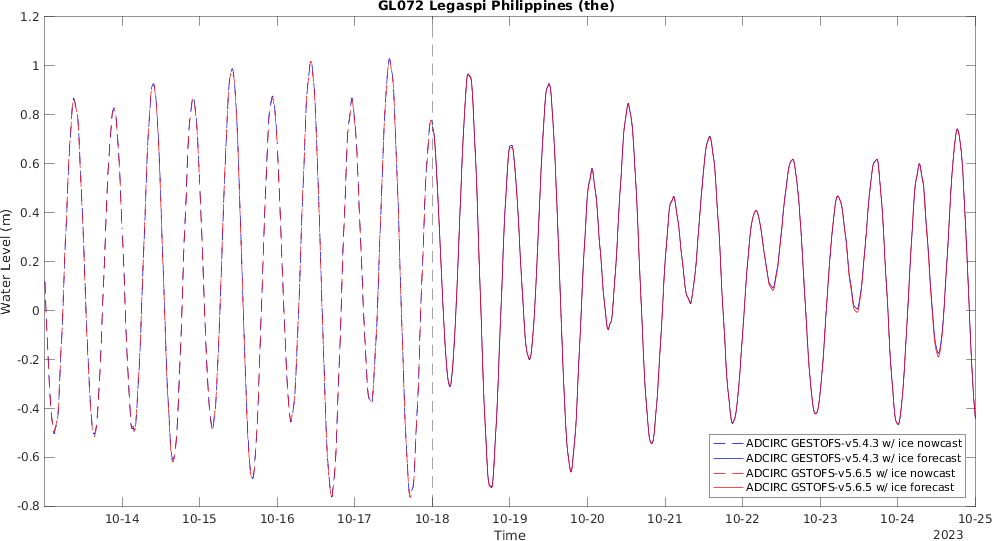 GL072 Legaspi Philippines (the)
1.2
1
0.8
0.6
0.4
0.2
0
-0.2
-0.4
-0.6
-0.8
Water Level (m)
10-14 10-15 10-16 10-17 10-18 10-19 10-20 10-21 10-22 10-23 10-24 10-25
2023
Time
ADCIRC GESTOFS-v5.4.3 w/ ice nowcast
ADCIRC GESTOFS-v5.4.3 w/ ice forecast
ADCIRC GSTOFS-v5.6.5 w/ ice nowcast
ADCIRC GSTOFS-v5.6.5 w/ ice forecast